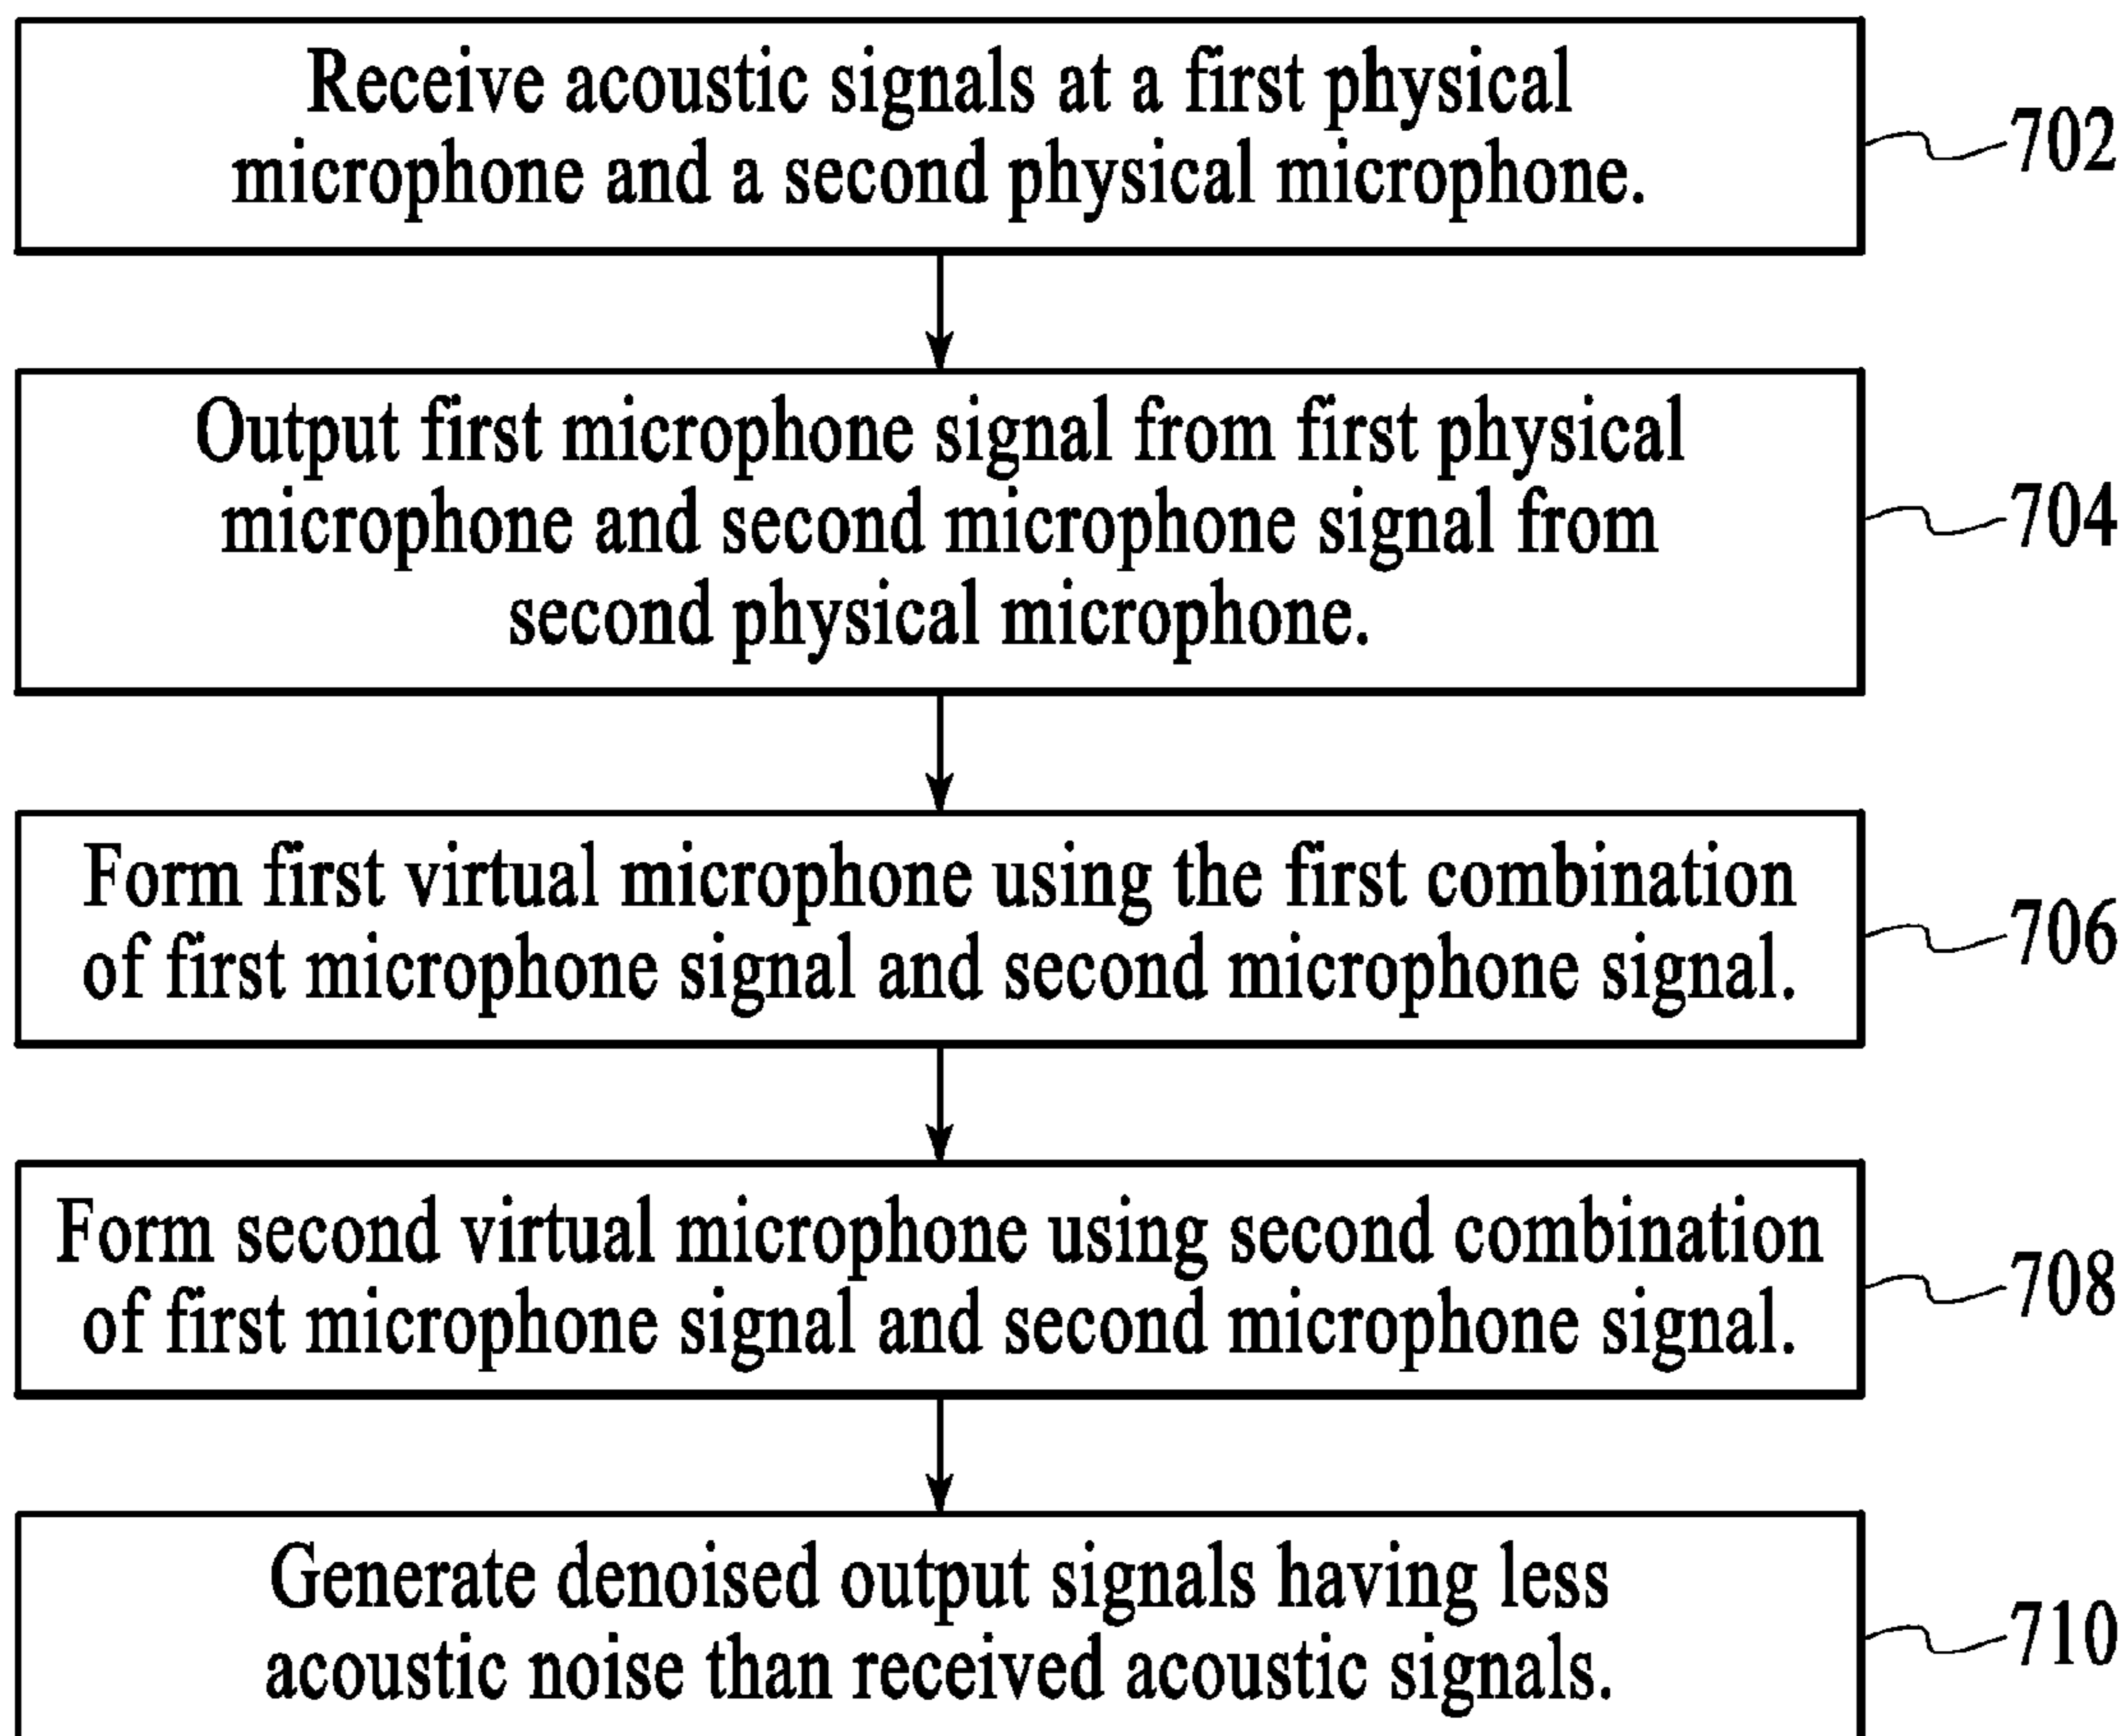 Receive acoustic signals at a first physical
microphone and a second physical microphone.
702
Output first microphone signal from first physical
microphone and second microphone signal from
second physical microphone.
704
Form first virtual microphone using the first combination
of first microphone signal and second microphone signal.
706
Form second virtual microphone using second combination
of first microphone signal and second microphone signal.
708
Generate denoised output signals having less
acoustic noise than received acoustic signals.
710